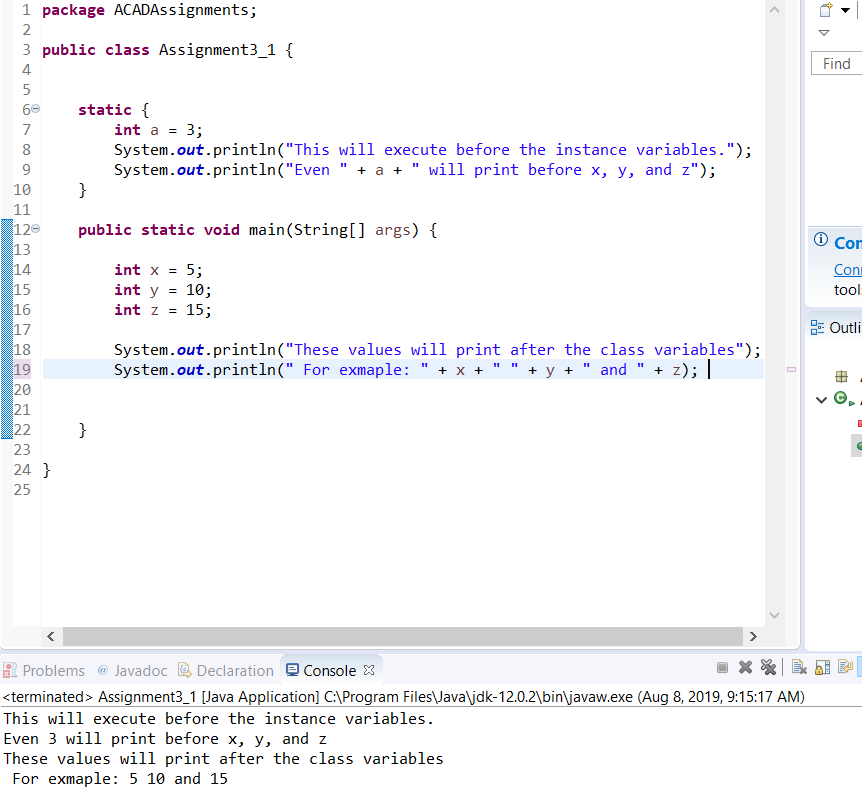 1 package ACADAssignments;
2
3 public class Assignment3_1 {
4
5
6 static {
7 int a = 3;
8 System.out.println("This will execute before the instance variables.");
9 System.out.println("Even " + a + " will print before x, y, and z");
10 }
11
12 public static void main(String[] args) {
13
14 int x = 5;
15 int y = 10;
16 int z = 15;
17
18 System.out.println("These values will print after the class variables");
19 System.out.println(" For exmaple: " + x + " " + y + " and " + z);
20
21
22 }
23
24 }
25
Find
Con
Conn
tool
Outli
Problems @ Javadoc Declaration Console
<terminated> Assignment3_1 [Java Application] C:\Program Files\Java\jdk-12.0.2\bin\javaw.exe (Aug 8, 2019, 9:15:17 AM)
This will execute before the instance variables.
Even 3 will print before x, y, and z
These values will print after the class variables
For exmaple: 5 10 and 15